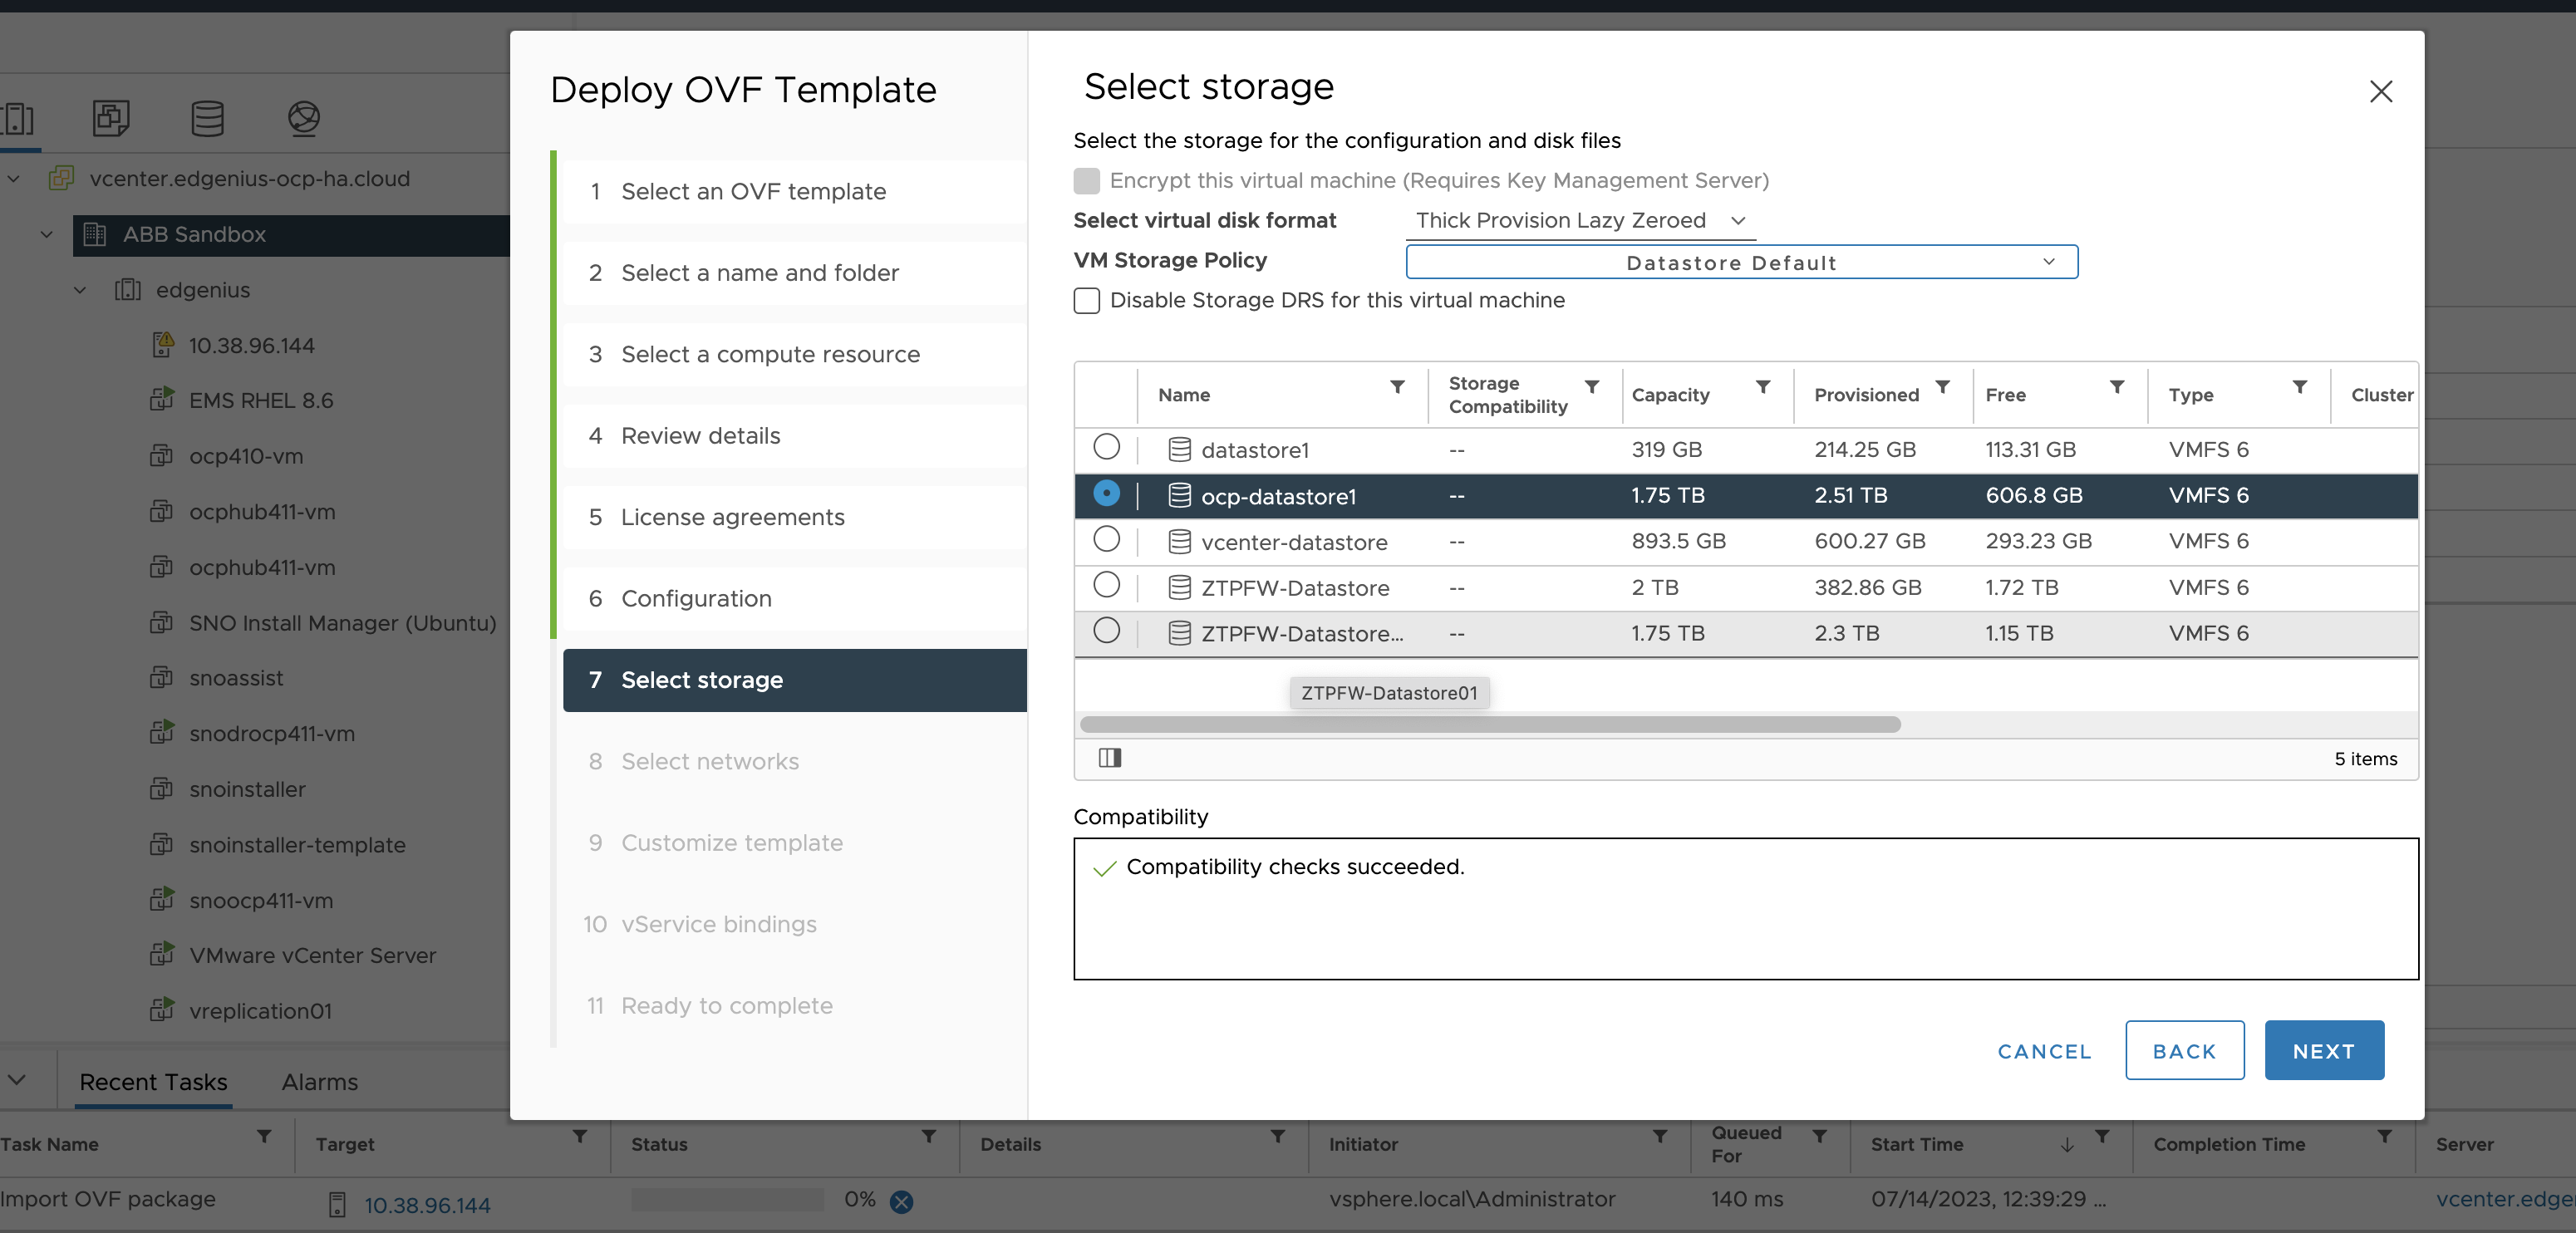 vcenter.edgenius-ocp-ha.cloud
ABB Sandbox
edgenius
10.38.96.144
EMS RHEL 8.6
ocp410-vm
ocphub411-vm
ocphub411-vm
SNO Install Manager (Ubuntu)
snoassist
snodrocp411-vm
snoinstaller
snoinstaller-template
snoocp411-vm
VMware vCenter Server
vreplication01
Deploy OVF Template
1 Select an OVF template
2 Select a name and folder
3 Select a compute resource
4 Review details
5 License agreements
6 Configuration
7 Select storage
8 Select networks
9 Customize template
10 vService bindings
11 Ready to complete
Select storage
Select the storage for the configuration and disk files
Encrypt this virtual machine (Requires Key Management Server)
Select virtual disk format Thick Provision Lazy Zeroed
VM Storage Policy Datastore Default
Disable Storage DRS for this virtual machine
Name Storage Compatibility Capacity Provisioned Free Type Cluster
datastore1 -- 319 GB 214.25 GB 113.31 GB VMFS 6
ocp-datastore1 -- 1.75 TB 2.51 TB 606.8 GB VMFS 6
vcenter-datastore -- 893.5 GB 600.27 GB 293.23 GB VMFS 6
ZTPFW-Datastore -- 2 TB 382.86 GB 1.72 TB VMFS 6
ZTPFW-Datastore... -- 1.75 TB 2.3 TB 1.15 TB VMFS 6
ZTPFW-Datastore01
5 items
Compatibility
Compatibility checks succeeded.
CANCEL BACK NEXT
Recent Tasks Alarms
Task Name Target Status Details Initiator Queued For Start Time Completion Time Server
Import OVF package 10.38.96.144 0% vsphere.local\Administrator 140 ms 07/14/2023, 12:39:29 ... vcenter.edge